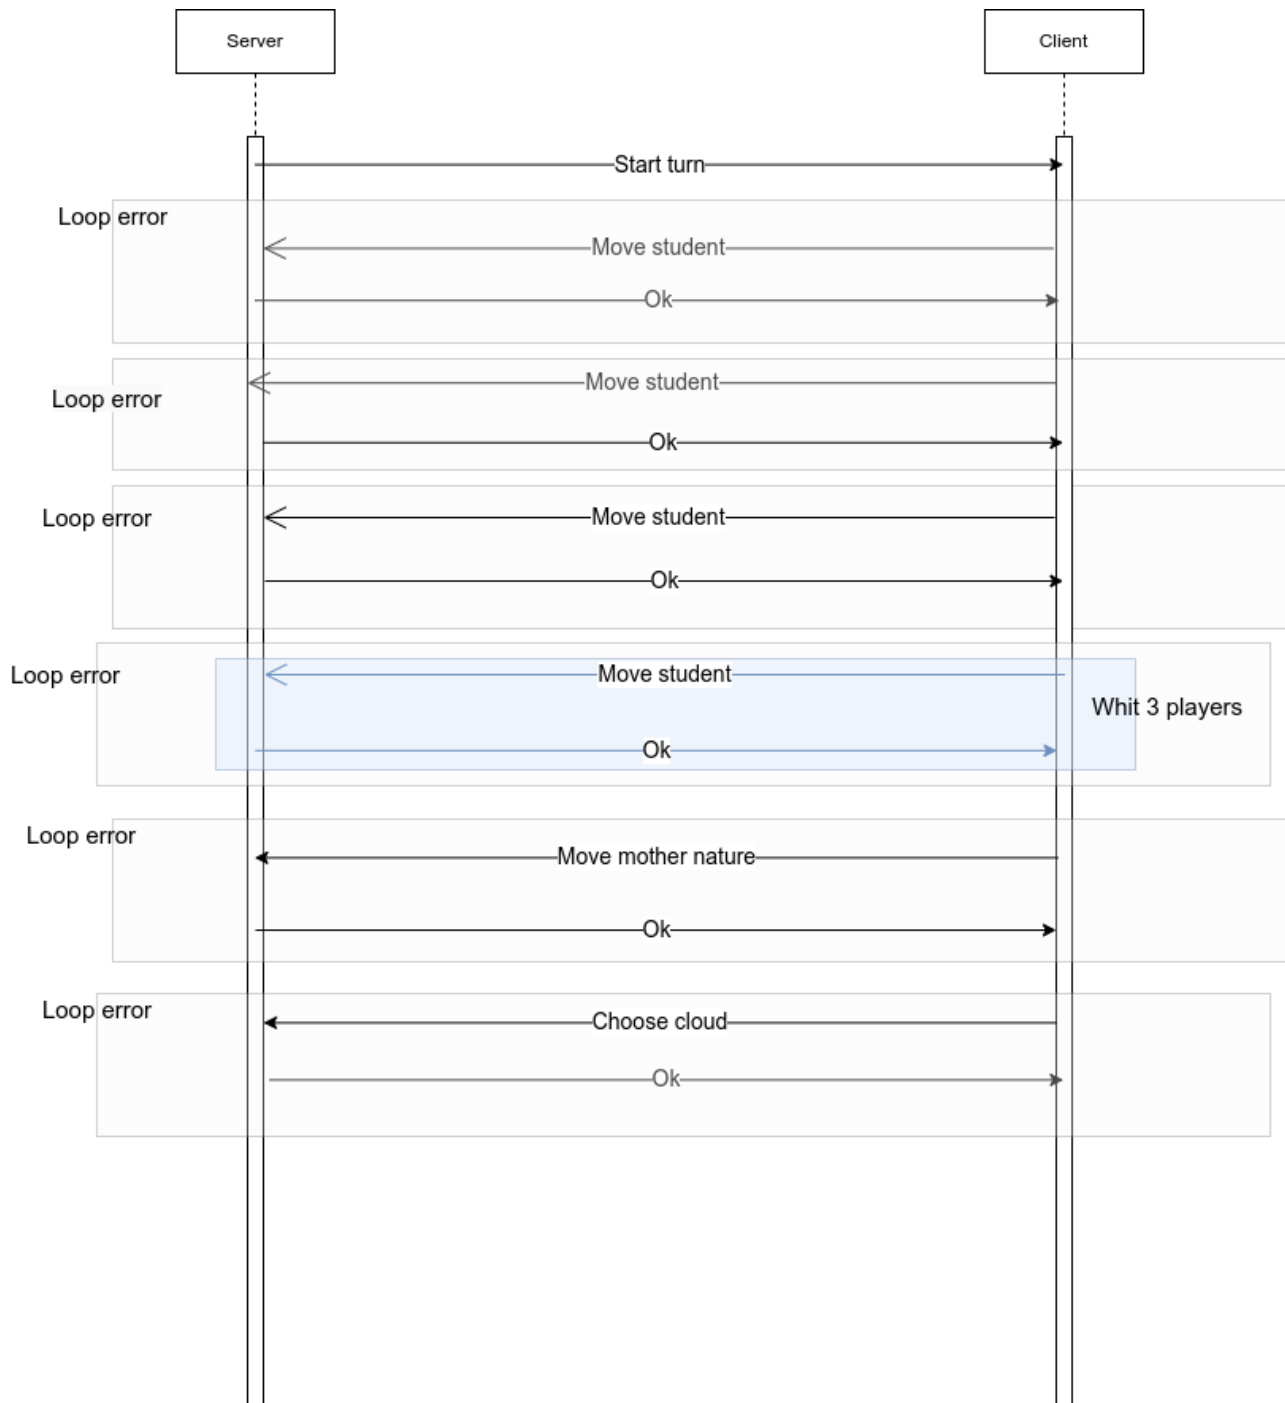 Server
Client
Start turn
Loop error
Move student
Ok
Move student
Loop error
Ok
Loop error
Move student
Ok
Loop error
Move student
Whit 3 players
Ok
Loop error
Move mother nature
Ok
Loop error
Choose cloud
Ok